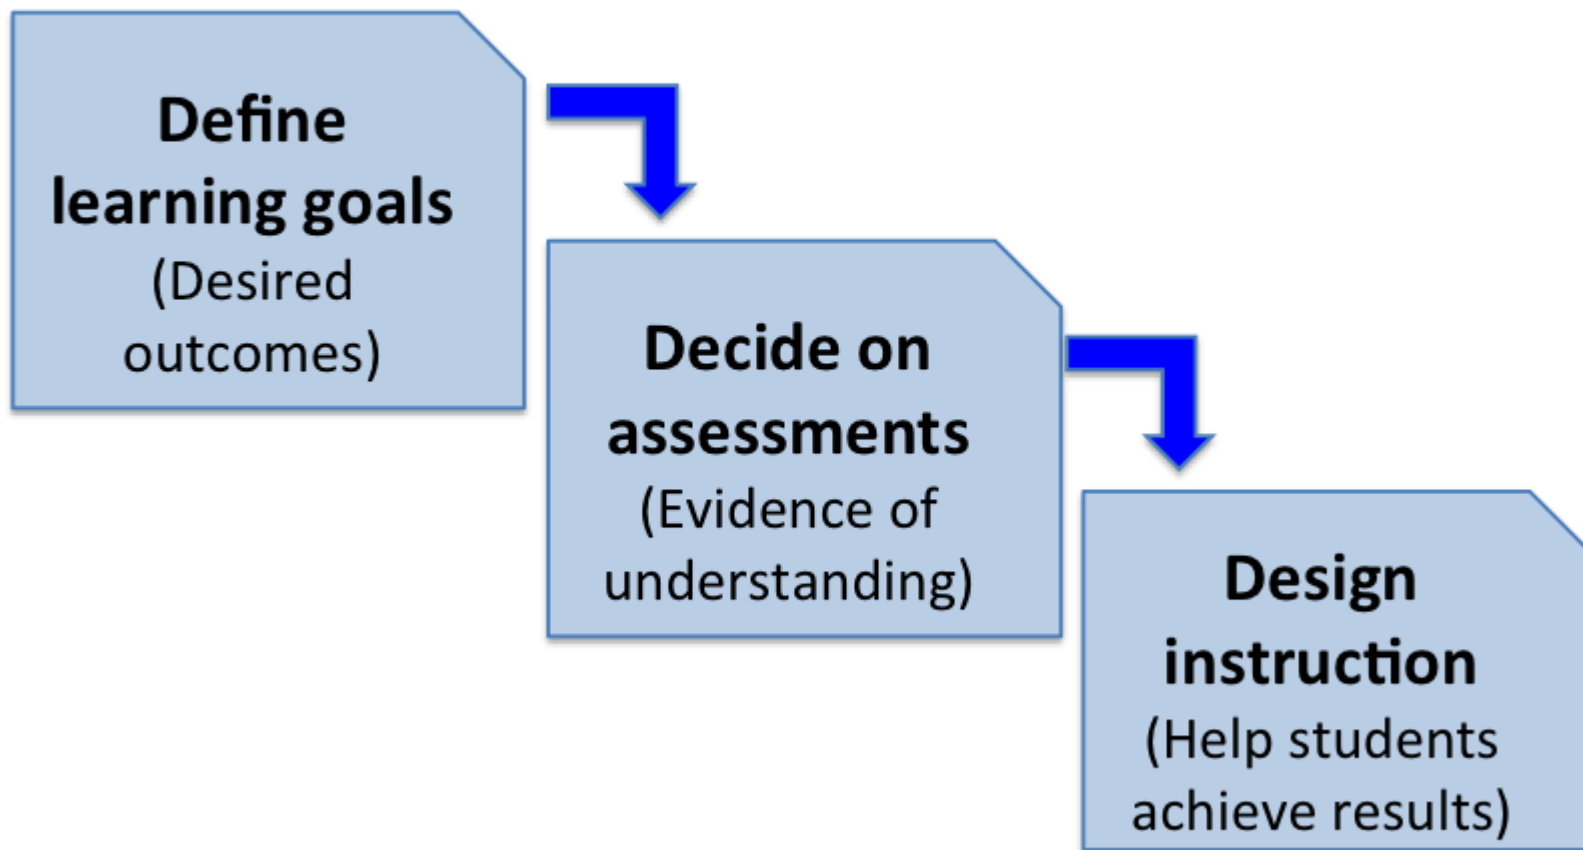 Define
learning goals
(Desired
outcomes)
Decide on
assessments
(Evidence of
understanding)
Design
instruction
(Help students
achieve results)